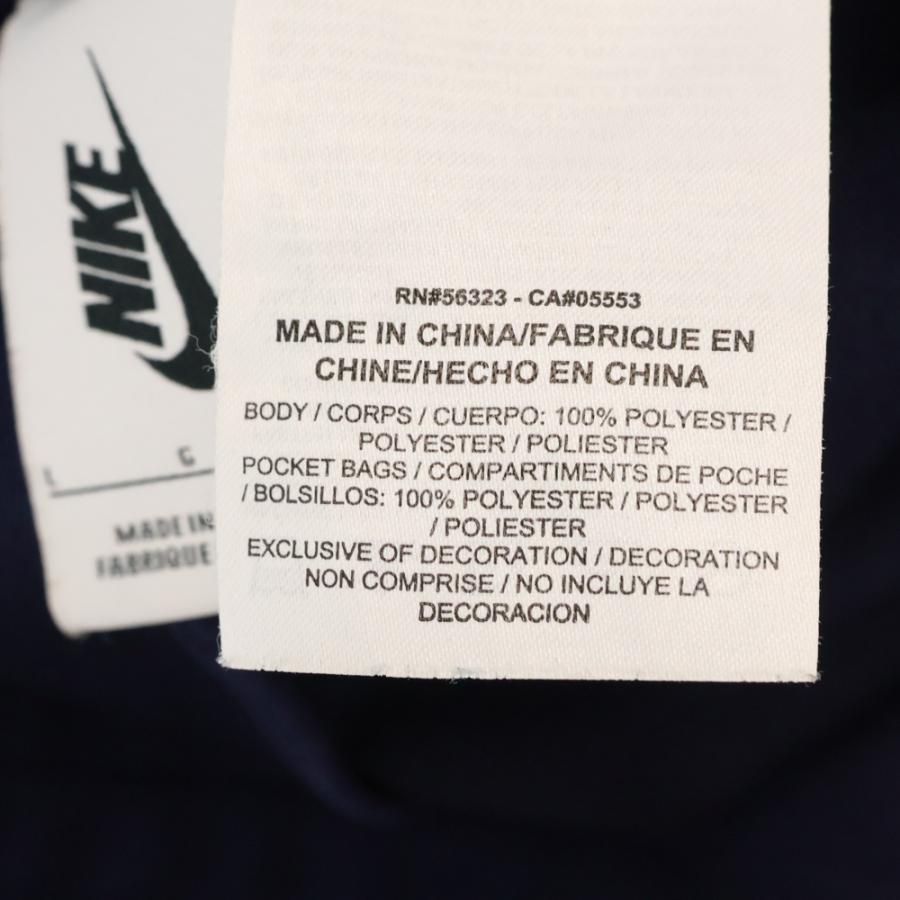 NIKE
L G
MADE IN
FABRIQUE
RN#56323 - CA#05553
MADE IN CHINA/FABRIQUE EN
CHINE/HECHO EN CHINA
BODY / CORPS / CUERPO: 100% POLYESTER /
POLYESTER / POLIESTER
POCKET BAGS / COMPARTIMENTS DE POCHE
/ BOLSILLOS: 100% POLYESTER / POLYESTER
/ POLIESTER
EXCLUSIVE OF DECORATION / DECORATION
NON COMPRISE / NO INCLUYE LA
DECORACION